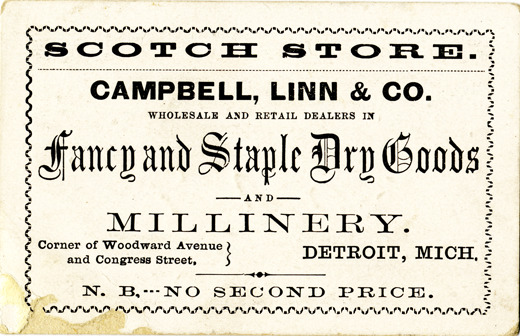 SCOTCH STORE.
CAMPBELL, LINN & CO.
WHOLESALE AND RETAIL DEALERS IN
Fancy and Staple Dry Goods
AND
MILLINERY.
Corner of Woodward Avenue
and Congress Street, } DETROIT, MICH.
N. B.---NO SECOND PRICE.